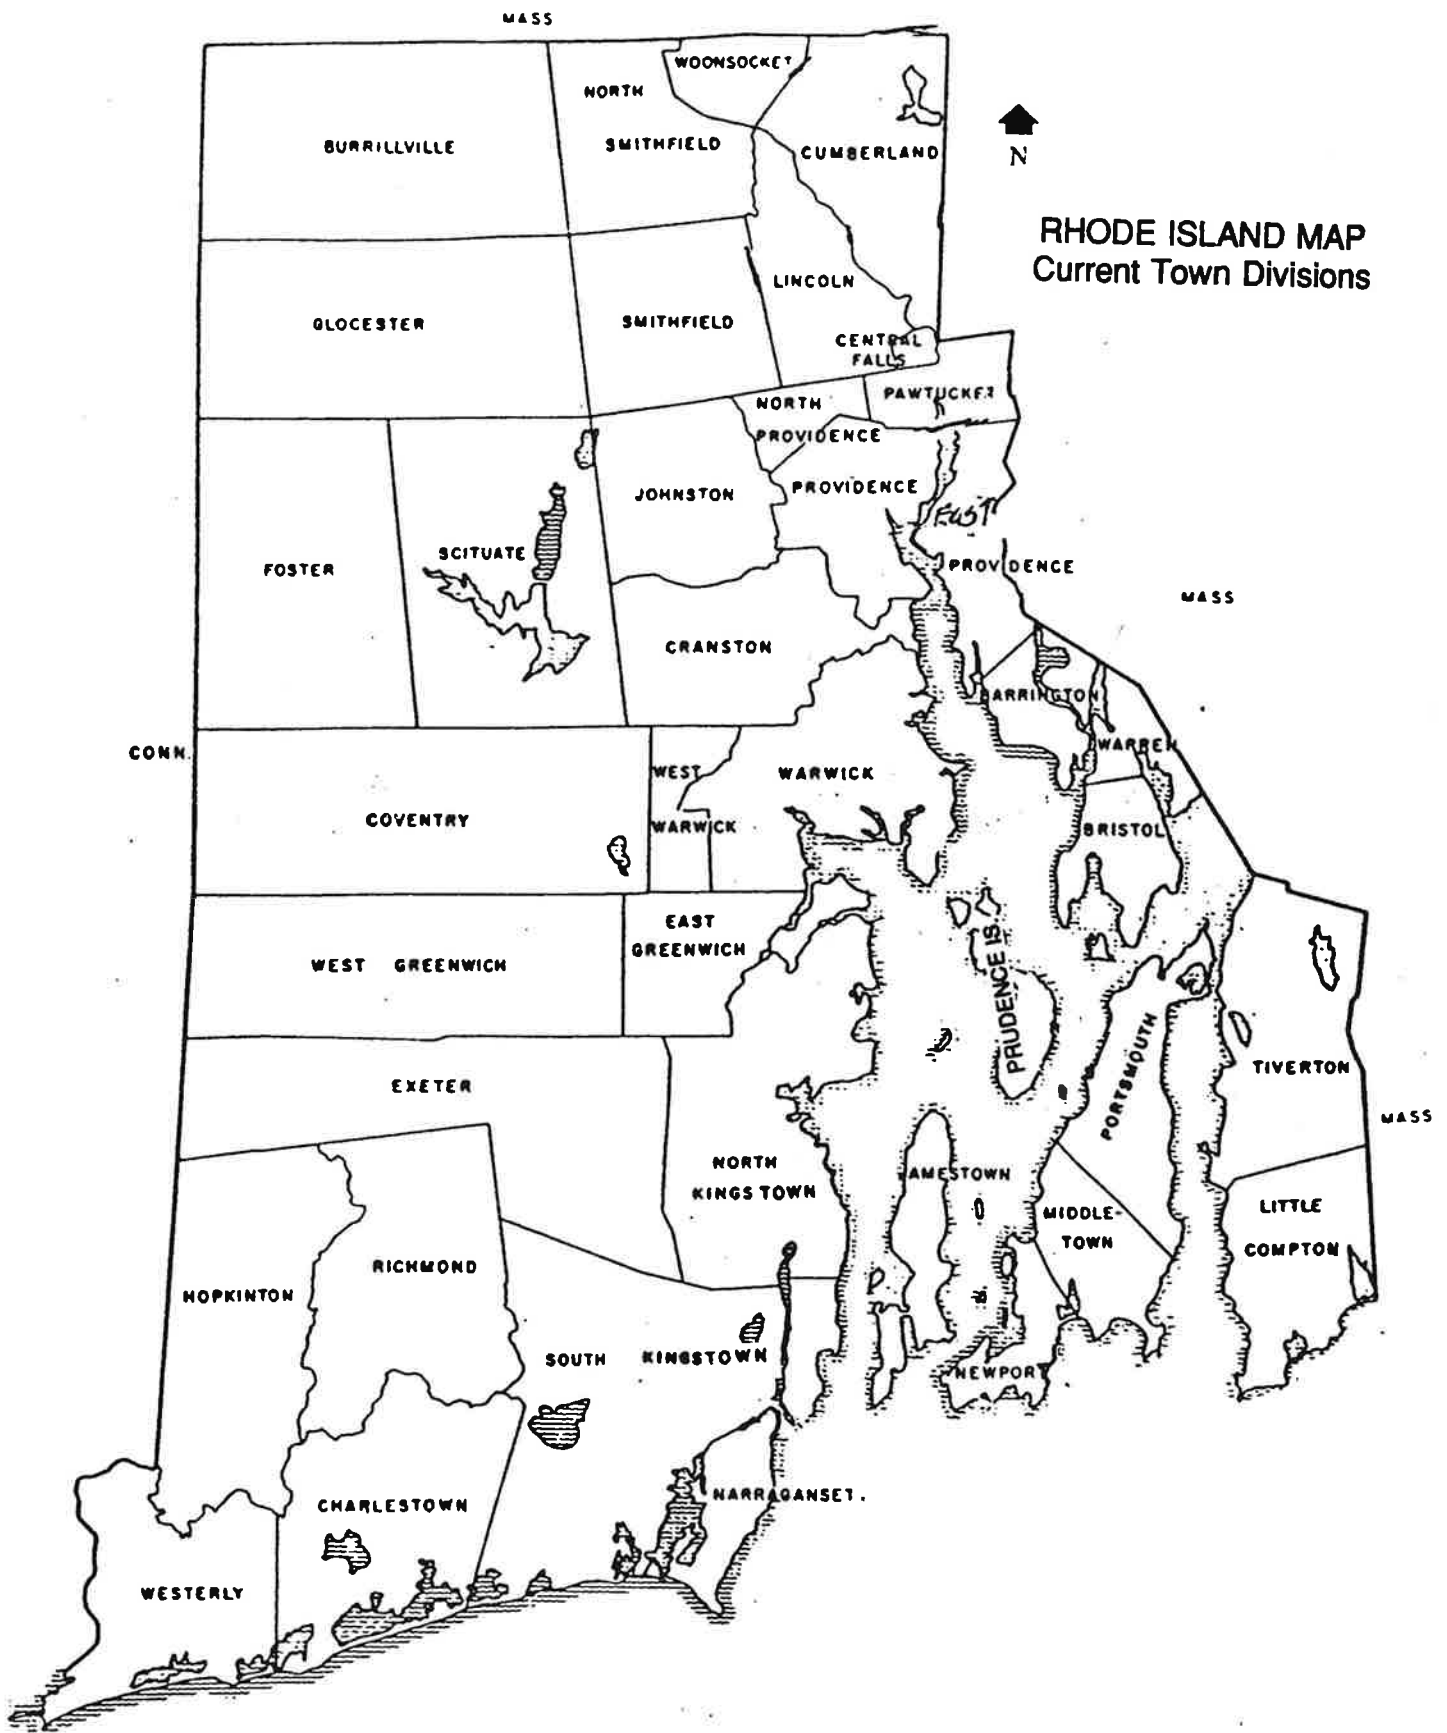 MASS
WOONSOCKET
NORTH
SMITHFIELD
BURRILLVILLE
CUMBERLAND
N
RHODE ISLAND MAP
Current Town Divisions
LINCOLN
GLOCESTER
SMITHFIELD
CENTRAL
FALLS
PAWTUCKET
NORTH
PROVIDENCE
JOHNSTON
PROVIDENCE
EAST
PROVIDENCE
SCITUATE
FOSTER
MASS
CRANSTON
BARRINGTON
CONN.
WARREN
WEST
WARWICK
WARWICK
COVENTRY
BRISTOL
EAST
GREENWICH
WEST GREENWICH
PRUDENCE IS.
PORTSMOUTH
TIVERTON
EXETER
MASS
NORTH
KINGSTOWN
JAMESTOWN
MIDDLE-
TOWN
LITTLE
COMPTON
RICHMOND
HOPKINTON
SOUTH KINGSTOWN
NEWPORT
NARRAGANSET.
CHARLESTOWN
WESTERLY